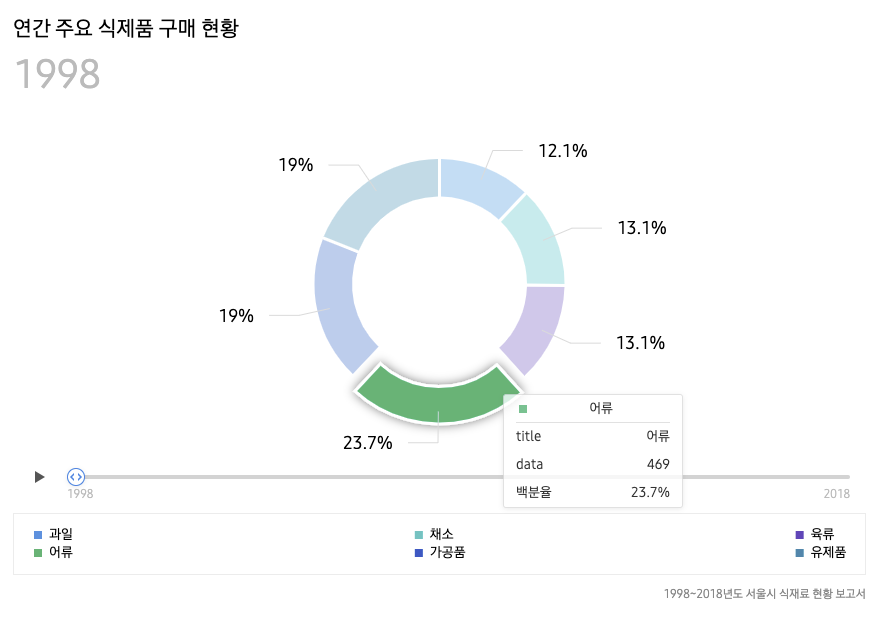 연간 주요 식제품 구매 현황
1998
12.1%
19%
13.1%
19%
13.1%
23.7%
어류
title 어류
data 469
백분율 23.7%
1998 2018
과일 채소 육류
어류 가공품 유제품
1998~2018년도 서울시 식재료 현황 보고서